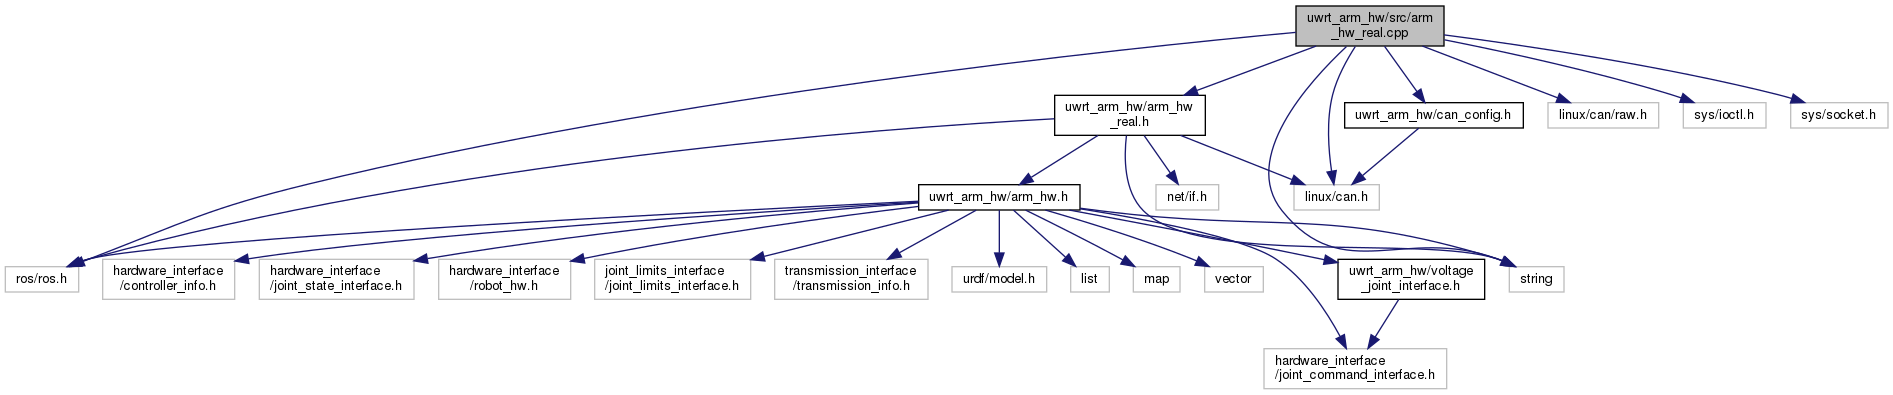 uwrt_arm_hw/src/arm
_hw_real.cpp
uwrt_arm_hw/arm_hw
_real.h
uwrt_arm_hw/can_config.h
linux/can/raw.h
sys/ioctl.h
sys/socket.h
uwrt_arm_hw/arm_hw.h
net/if.h
linux/can.h
ros/ros.h
hardware_interface
/controller_info.h
hardware_interface
/joint_state_interface.h
hardware_interface
/robot_hw.h
joint_limits_interface
/joint_limits_interface.h
transmission_interface
/transmission_info.h
urdf/model.h
list
map
vector
uwrt_arm_hw/voltage
_joint_interface.h
string
hardware_interface
/joint_command_interface.h